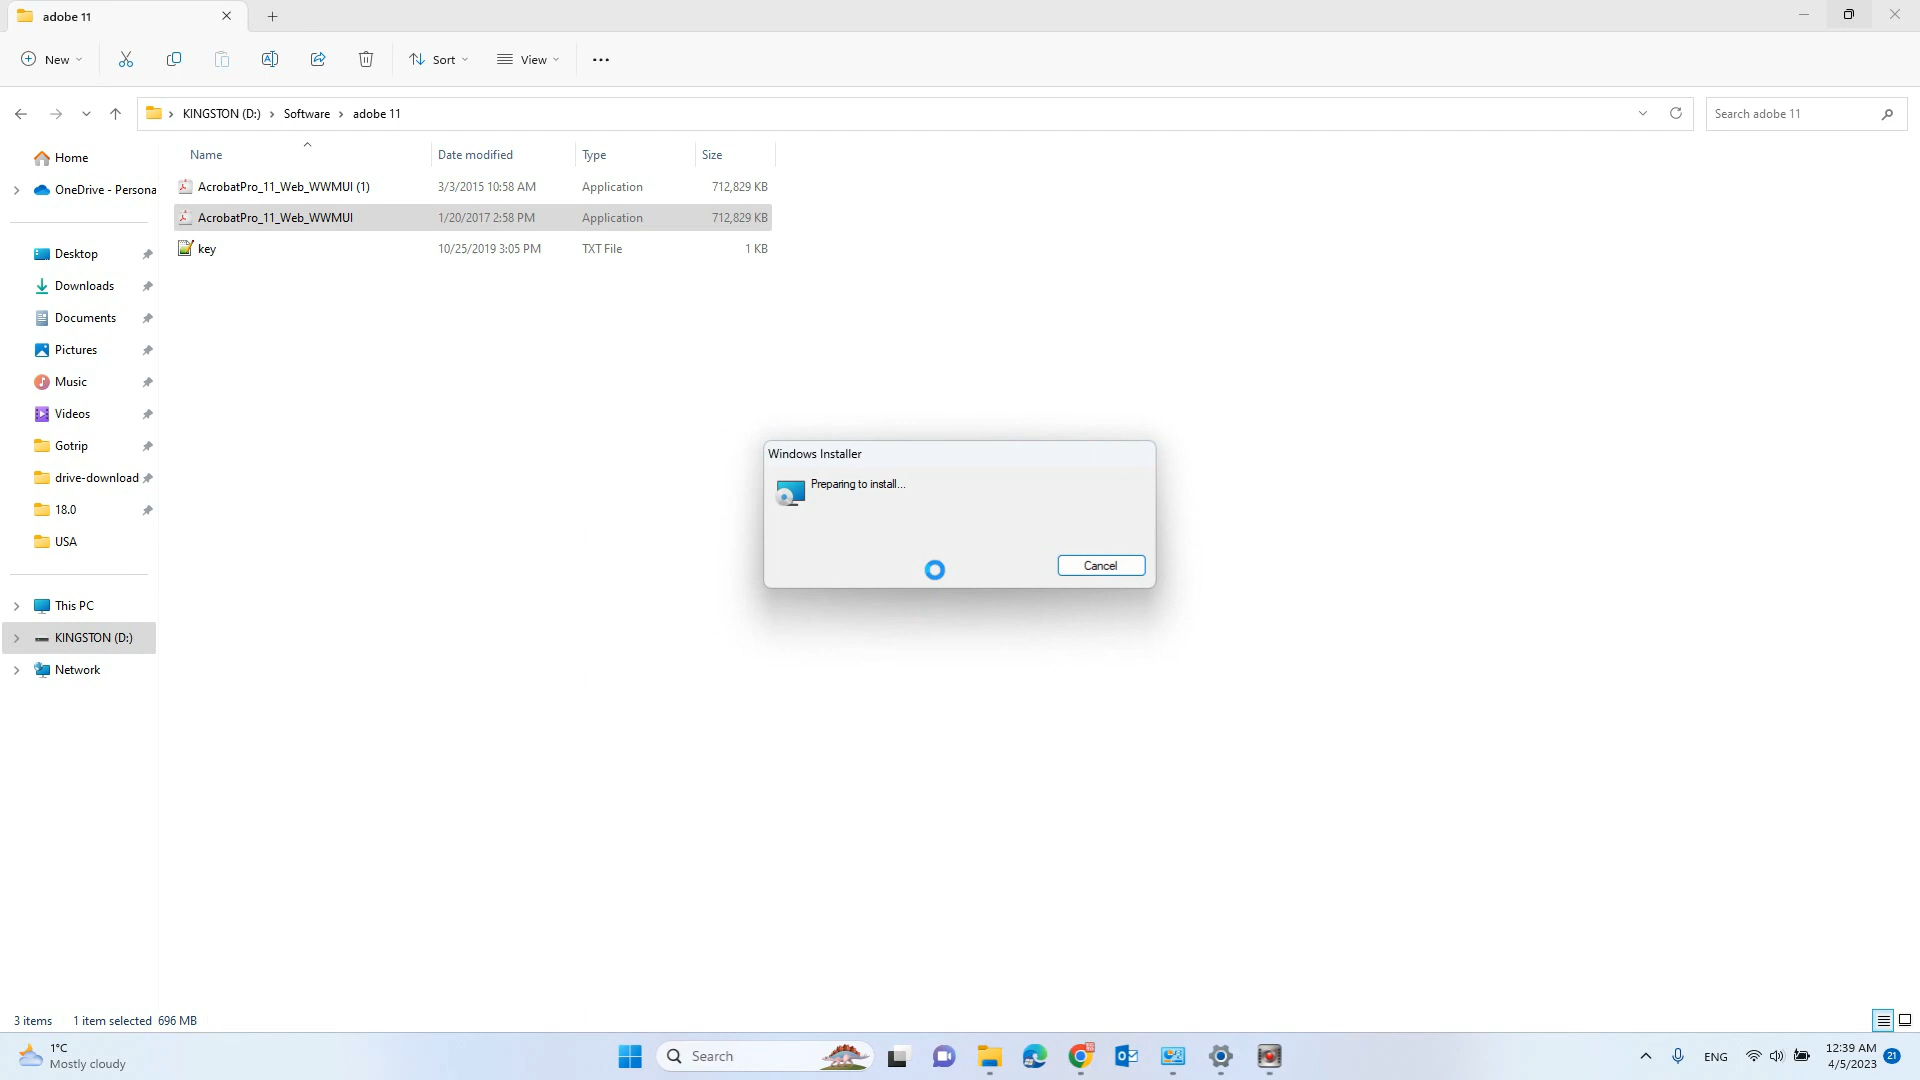 adobe 11
New
Sort
View
KINGSTON (D:)
Software
adobe 11
Search adobe 11
Name
Date modified
Type
Size
AcrobatPro_11_Web_WWMUI (1)
3/3/2015 10:58 AM
Application
712,829 KB
AcrobatPro_11_Web_WWMUI
1/20/2017 2:58 PM
Application
712,829 KB
key
10/25/2019 3:05 PM
TXT File
1 KB
Home
OneDrive - Persona
Desktop
Downloads
Documents
Pictures
Music
Videos
Gotrip
drive-download
18.0
USA
This PC
KINGSTON (D:)
Network
Windows Installer
Preparing to install...
Cancel
3 items
1 item selected 696 MB
1°C
Mostly cloudy
Search
ENG
12:39 AM
4/5/2023
21